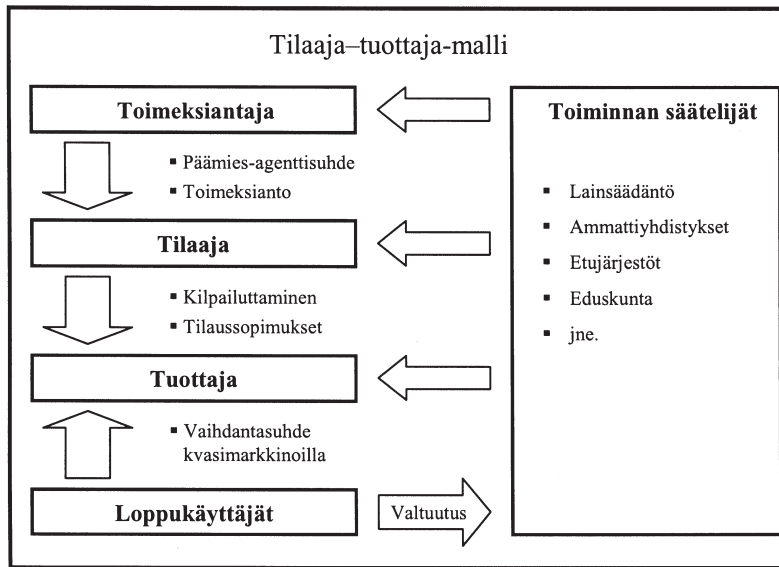 Tilaaja–tuottaja-malli
Toimeksiantaja
▪ Päämies-agenttisuhde
▪ Toimeksianto
Tilaaja
▪ Kilpailuttaminen
▪ Tilaussopimukset
Tuottaja
▪ Vaihdantasuhde
kvasimarkkinoilla
Loppukäyttäjät
Valtuutus
Toiminnan säätelijät
▪ Lainsäädäntö
▪ Ammattiyhdistykset
▪ Etujärjestöt
▪ Eduskunta
▪ jne.